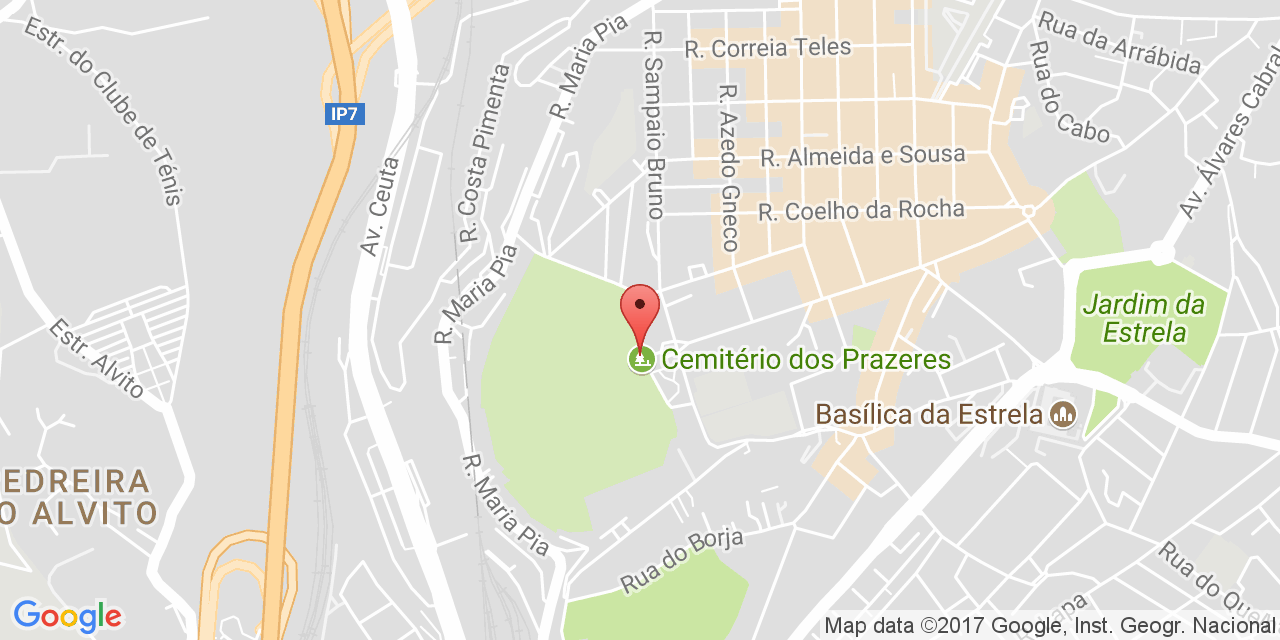 Estr. do Clube de Ténis
IP7
Av. Ceuta
R. Costa Pimenta
R. Maria Pia
R. Sampaio Bruno
R. Correia Teles
R. Azedo Gneco
Rua da Arrábida
Rua do Cabo
Av. Álvares Cabral
R. Almeida e Sousa
R. Coelho da Rocha
R. Maria Pia
Jardim da
Estrela
Estr. Alvito
Cemitério dos Prazeres
Basílica da Estrela
EDREIRA
O ALVITO
R. Maria Pia
Rua do Borja
Rua do Que
apa
Google
Map data ©2017 Google, Inst. Geogr. Nacional